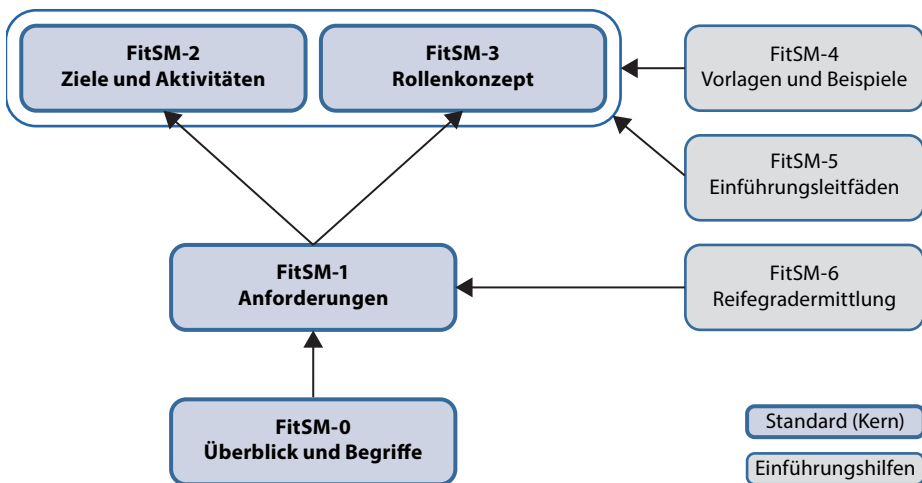 FitSM-2
Ziele und Aktivitäten
FitSM-3
Rollenkonzept
FitSM-4
Vorlagen und Beispiele
FitSM-5
Einführungsleitfäden
FitSM-1
Anforderungen
FitSM-6
Reifegradermittlung
FitSM-0
Überblick und Begriffe
Standard (Kern)
Einführungshilfen